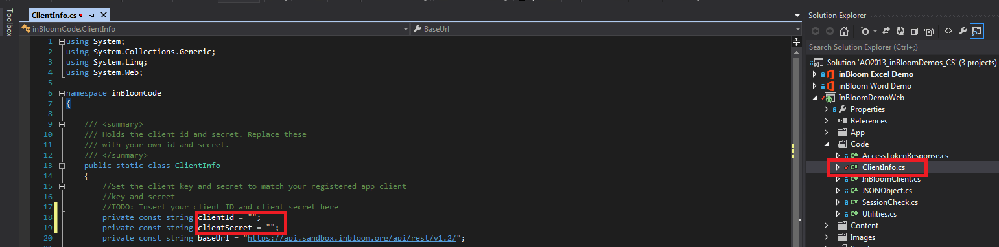 Toolbox
ClientInfo.cs
inBloomCode.ClientInfo
BaseUrl
1 using System;
2 using System.Collections.Generic;
3 using System.Linq;
4 using System.Web;
5
6 namespace inBloomCode
7 {
8
9 /// <summary>
10 /// Holds the client id and secret. Replace these
11 /// with your own id and secret.
12 /// </summary>
13 public static class ClientInfo
14 {
15 //Set the client key and secret to match your registered app client
16 //key and secret
17 //TODO: Insert your client ID and client secret here
18 private const string clientId = "";
19 private const string clientSecret = "";
20 private const string baseUrl = "https://api.sandbox.inbloom.org/api/rest/v1.2/";
Solution Explorer
Search Solution Explorer (Ctrl+;)
Solution 'AO2013_inBloomDemos_CS' (3 projects)
inBloom Excel Demo
inBloom Word Demo
InBloomDemoWeb
Properties
References
App
Code
C# AccessTokenResponse.cs
C# ClientInfo.cs
C# InBloomClient.cs
C# JSONObject.cs
C# SessionCheck.cs
C# Utilities.cs
Content
Images